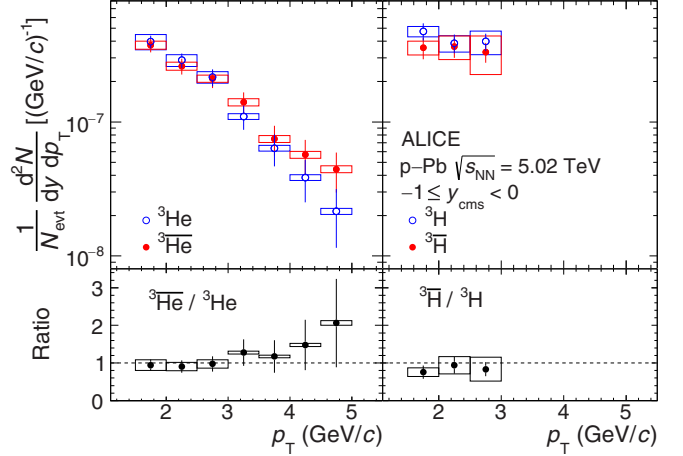 1/N_evt d²N/dy dp_T [(GeV/c)⁻¹]
10⁻⁷
10⁻⁸
³He
³H̅e̅
ALICE
p−Pb √s_NN = 5.02 TeV
−1 ≤ y_cms < 0
³H
³H̅
Ratio
3
2
1
0
³H̅e̅ / ³He
³H̅ / ³H
2 3 4 5
2 3 4 5
p_T (GeV/c)
p_T (GeV/c)